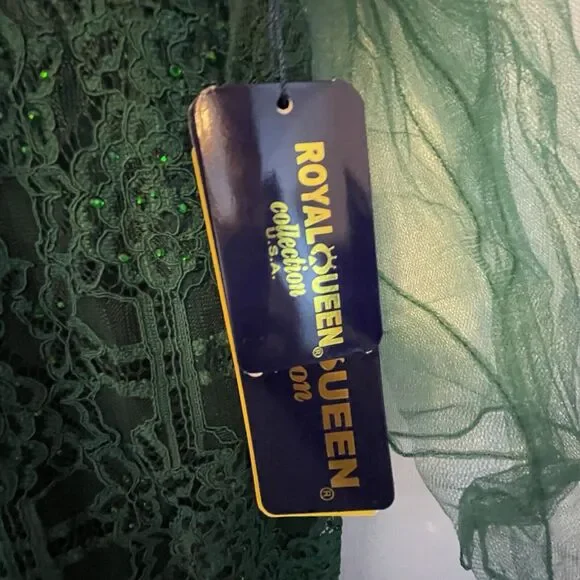 ROYAL QUEEN®
collection
U.S.A.
QUEEN®
on